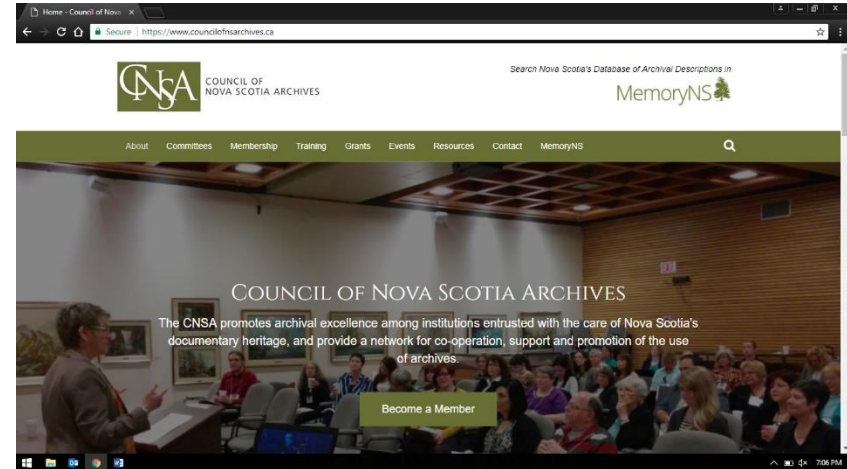 Home - Council of Nova
Secure
https://www.councilofnsarchives.ca
CNSA
COUNCIL OF
NOVA SCOTIA ARCHIVES
Search Nova Scotia's Database of Archival Descriptions in
MemoryNS
About Committees Membership Training Grants Events Resources Contact MemoryNS
COUNCIL OF NOVA SCOTIA ARCHIVES
The CNSA promotes archival excellence among institutions entrusted with the care of Nova Scotia's
documentary heritage, and provide a network for co-operation, support and promotion of the use
of archives.
Become a Member
7:06 PM